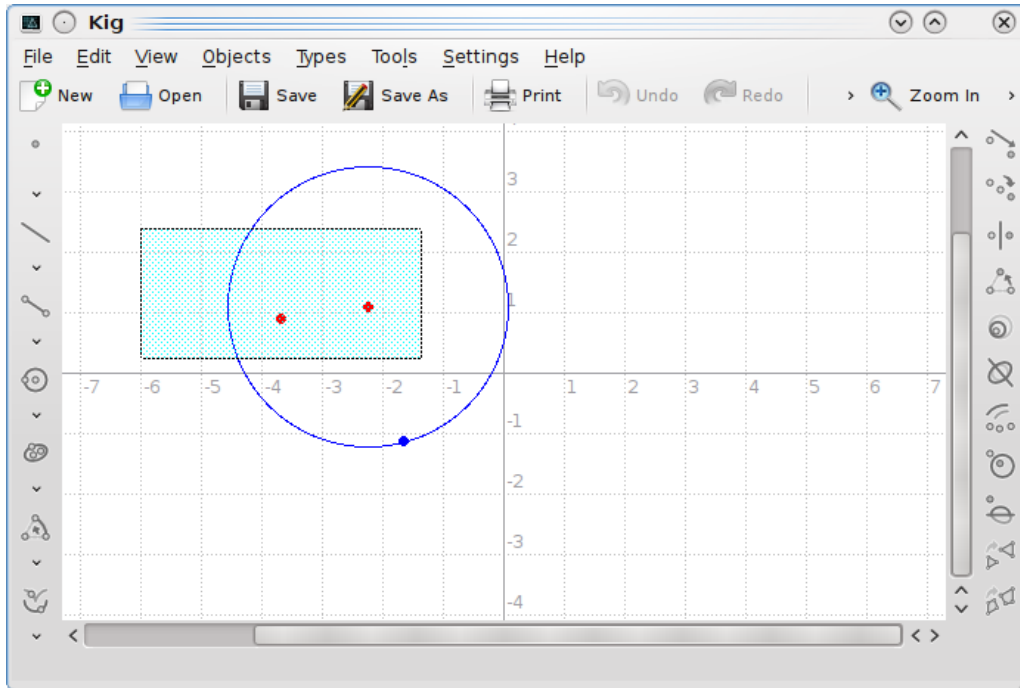 Kig
File Edit View Objects Types Tools Settings Help
New Open Save Save As Print Undo Redo Zoom In
3
2
1
-7 -6 -5 -4 -3 -2 -1 1 2 3 4 5 6 7
-1
-2
-3
-4